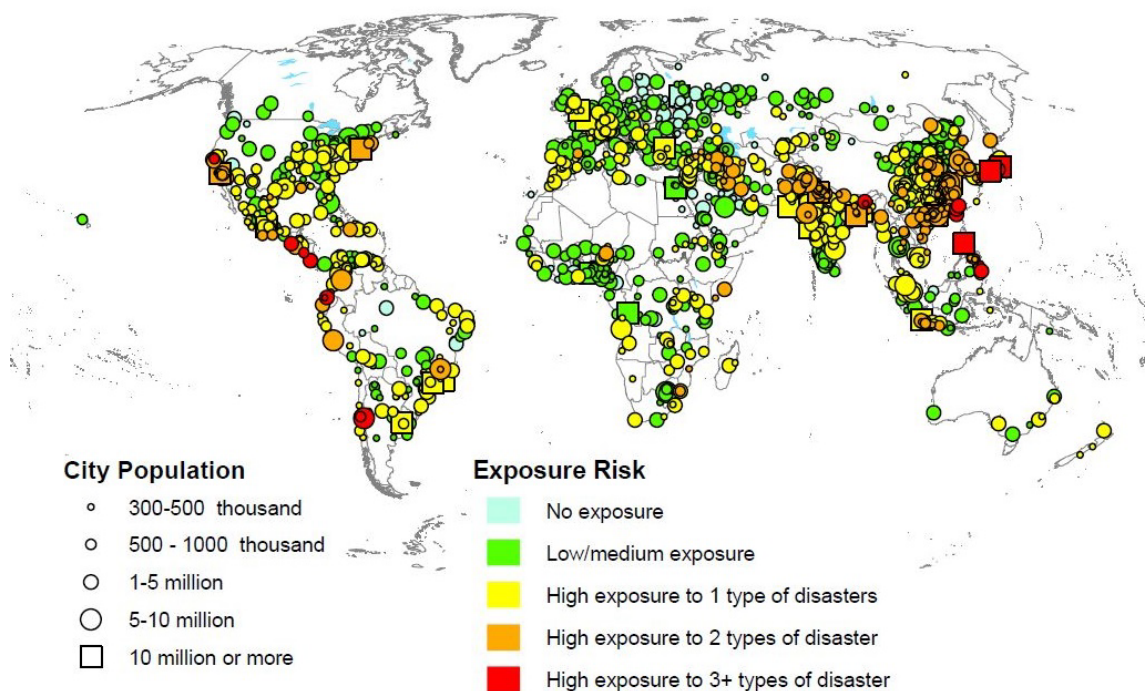 City Population
300-500 thousand
500 - 1000 thousand
1-5 million
5-10 million
10 million or more
Exposure Risk
No exposure
Low/medium exposure
High exposure to 1 type of disasters
High exposure to 2 types of disaster
High exposure to 3+ types of disaster